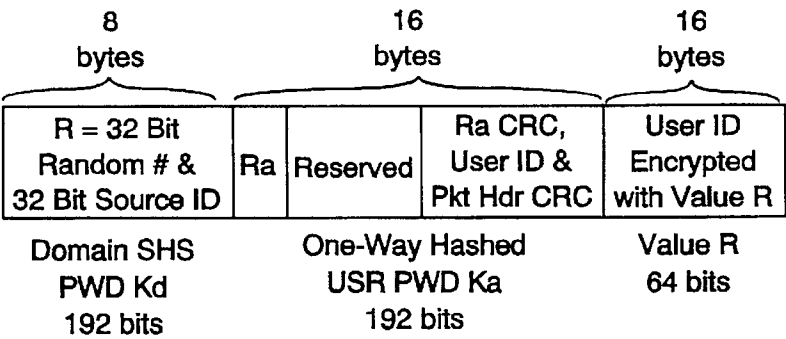 8
bytes
16
bytes
16
bytes
R = 32 Bit
Random # &
32 Bit Source ID
Ra
Reserved
Ra CRC,
User ID &
Pkt Hdr CRC
User ID
Encrypted
with Value R
Domain SHS
PWD Kd
192 bits
One-Way Hashed
USR PWD Ka
192 bits
Value R
64 bits